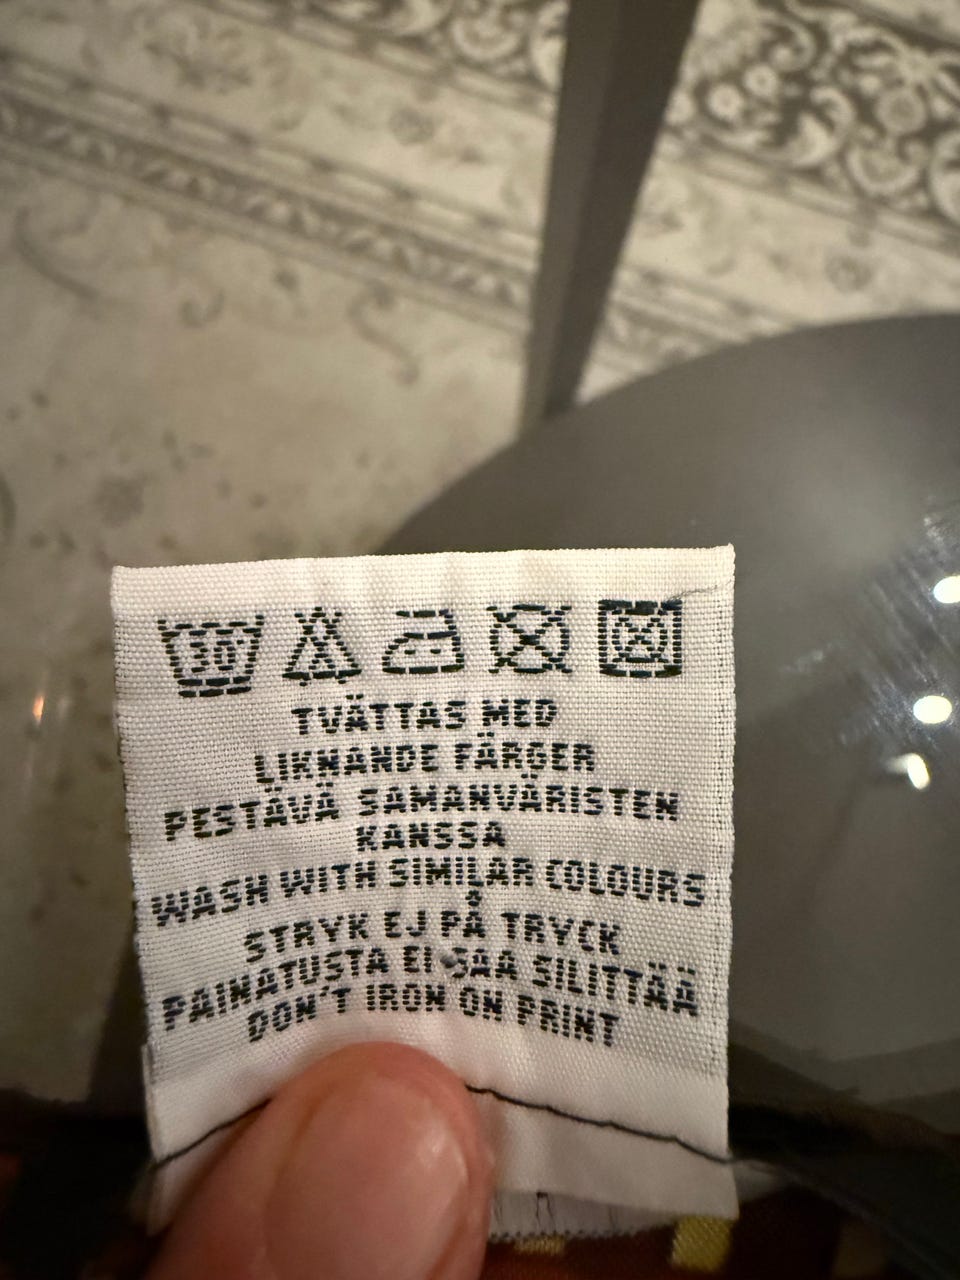 30
TVÄTTAS MED
LIKNANDE FÄRGER
PESTÄVÄ SAMANVÄRISTEN
KANSSA
WASH WITH SIMILAR COLOURS
STRYK EJ PÅ TRYCK
PAINATUSTA EI SAA SILITTÄÄ
DON'T IRON ON PRINT